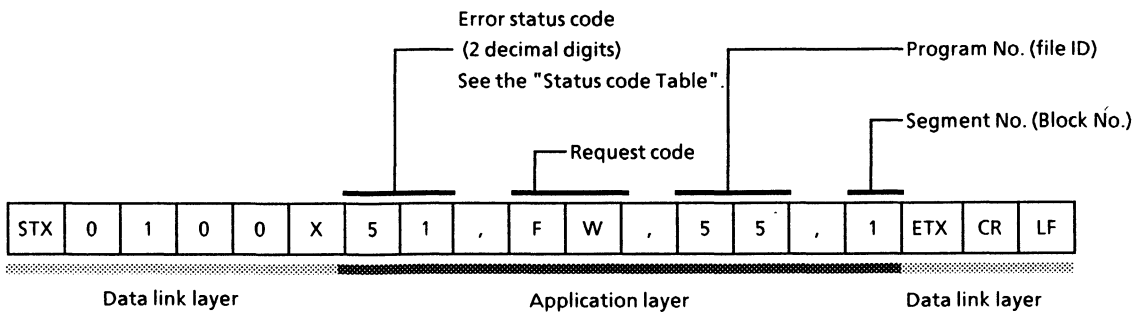 Error status code
(2 decimal digits)
See the "Status code Table".
Program No. (file ID)
Segment No. (Block No.)
Request code
STX 0 1 0 0 X 5 1 , F W , 5 5 , 1 ETX CR LF
Data link layer Application layer Data link layer